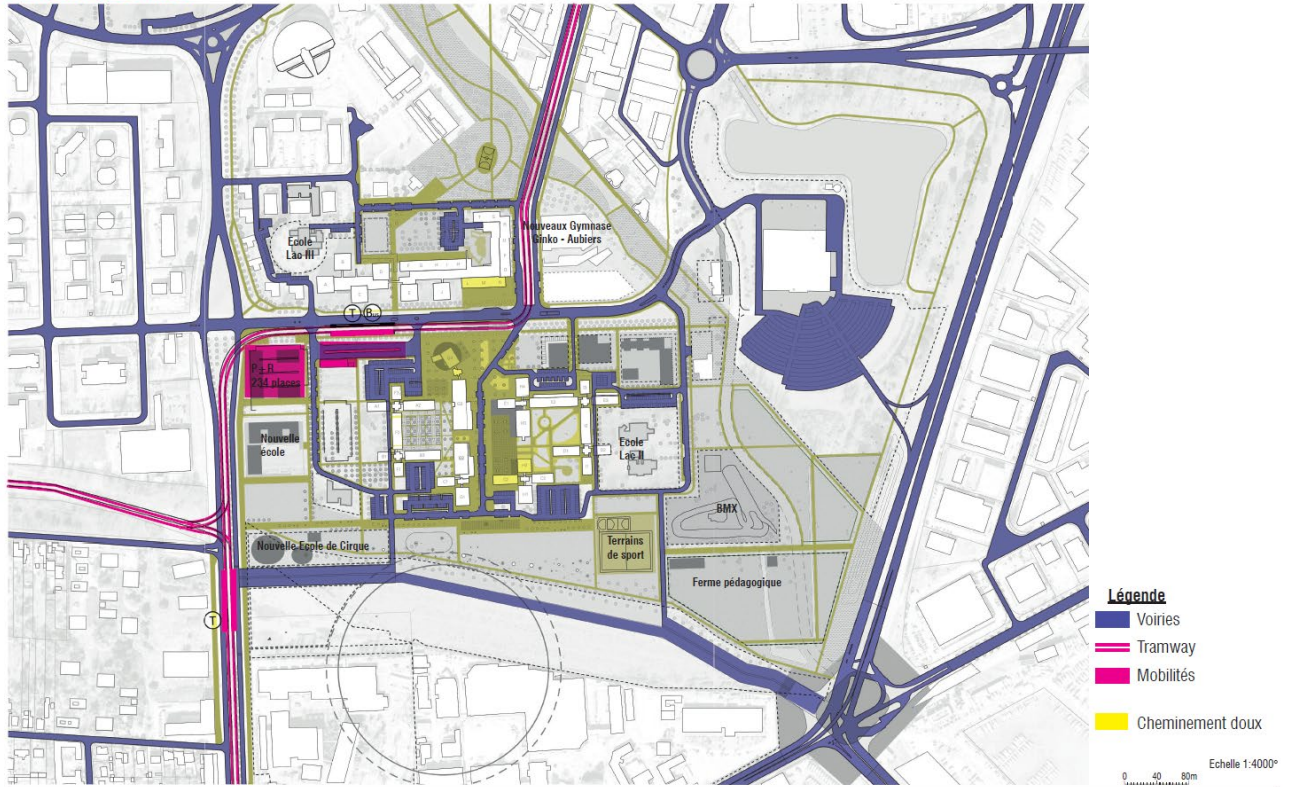 Ecole
Lac III
Nouveaux Gymnase
Ginko - Aubiers
T
P + R
234 places
Nouvelle
école
Ecole
Lac II
BMX
Nouvelle Ecole de Cirque
Terrains
de sport
Ferme pédagogique
T
Légende
Voiries
Tramway
Mobilités
Cheminement doux
Echelle 1:4000°
0 40 80m